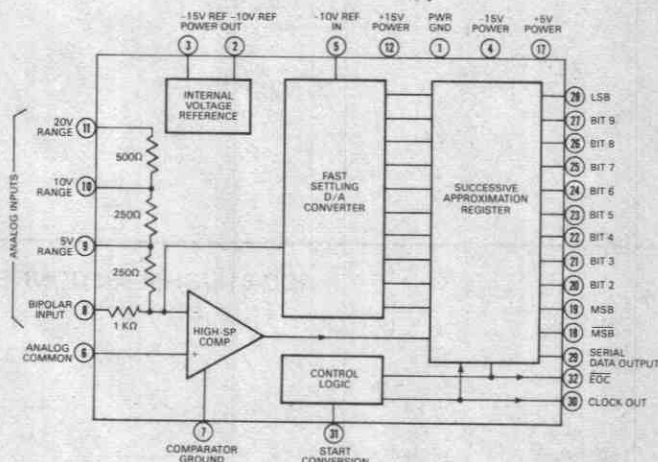 -15V REF -10V REF
POWER OUT
-10V REF
IN
+15V
POWER
PWR
GND
-15V
POWER
+5V
POWER
3
2
5
12
1
4
17
INTERNAL
VOLTAGE
REFERENCE
ANALOG INPUTS
20V
RANGE
11
500Ω
10V
RANGE
10
250Ω
5V
RANGE
9
250Ω
BIPOLAR
INPUT
8
1 KΩ
ANALOG
COMMON
6
HIGH-SP
COMP
+
FAST
SETTLING
D/A
CONVERTER
SUCCESSIVE
APPROXIMATION
REGISTER
CONTROL
LOGIC
28 LSB
27 BIT 9
26 BIT 8
25 BIT 7
24 BIT 6
23 BIT 5
22 BIT 4
21 BIT 3
20 BIT 2
19 MSB
18 MSB
29 SERIAL
DATA OUTPUT
32 EOC
30 CLOCK OUT
7
COMPARATOR
GROUND
31
START
CONVERSION